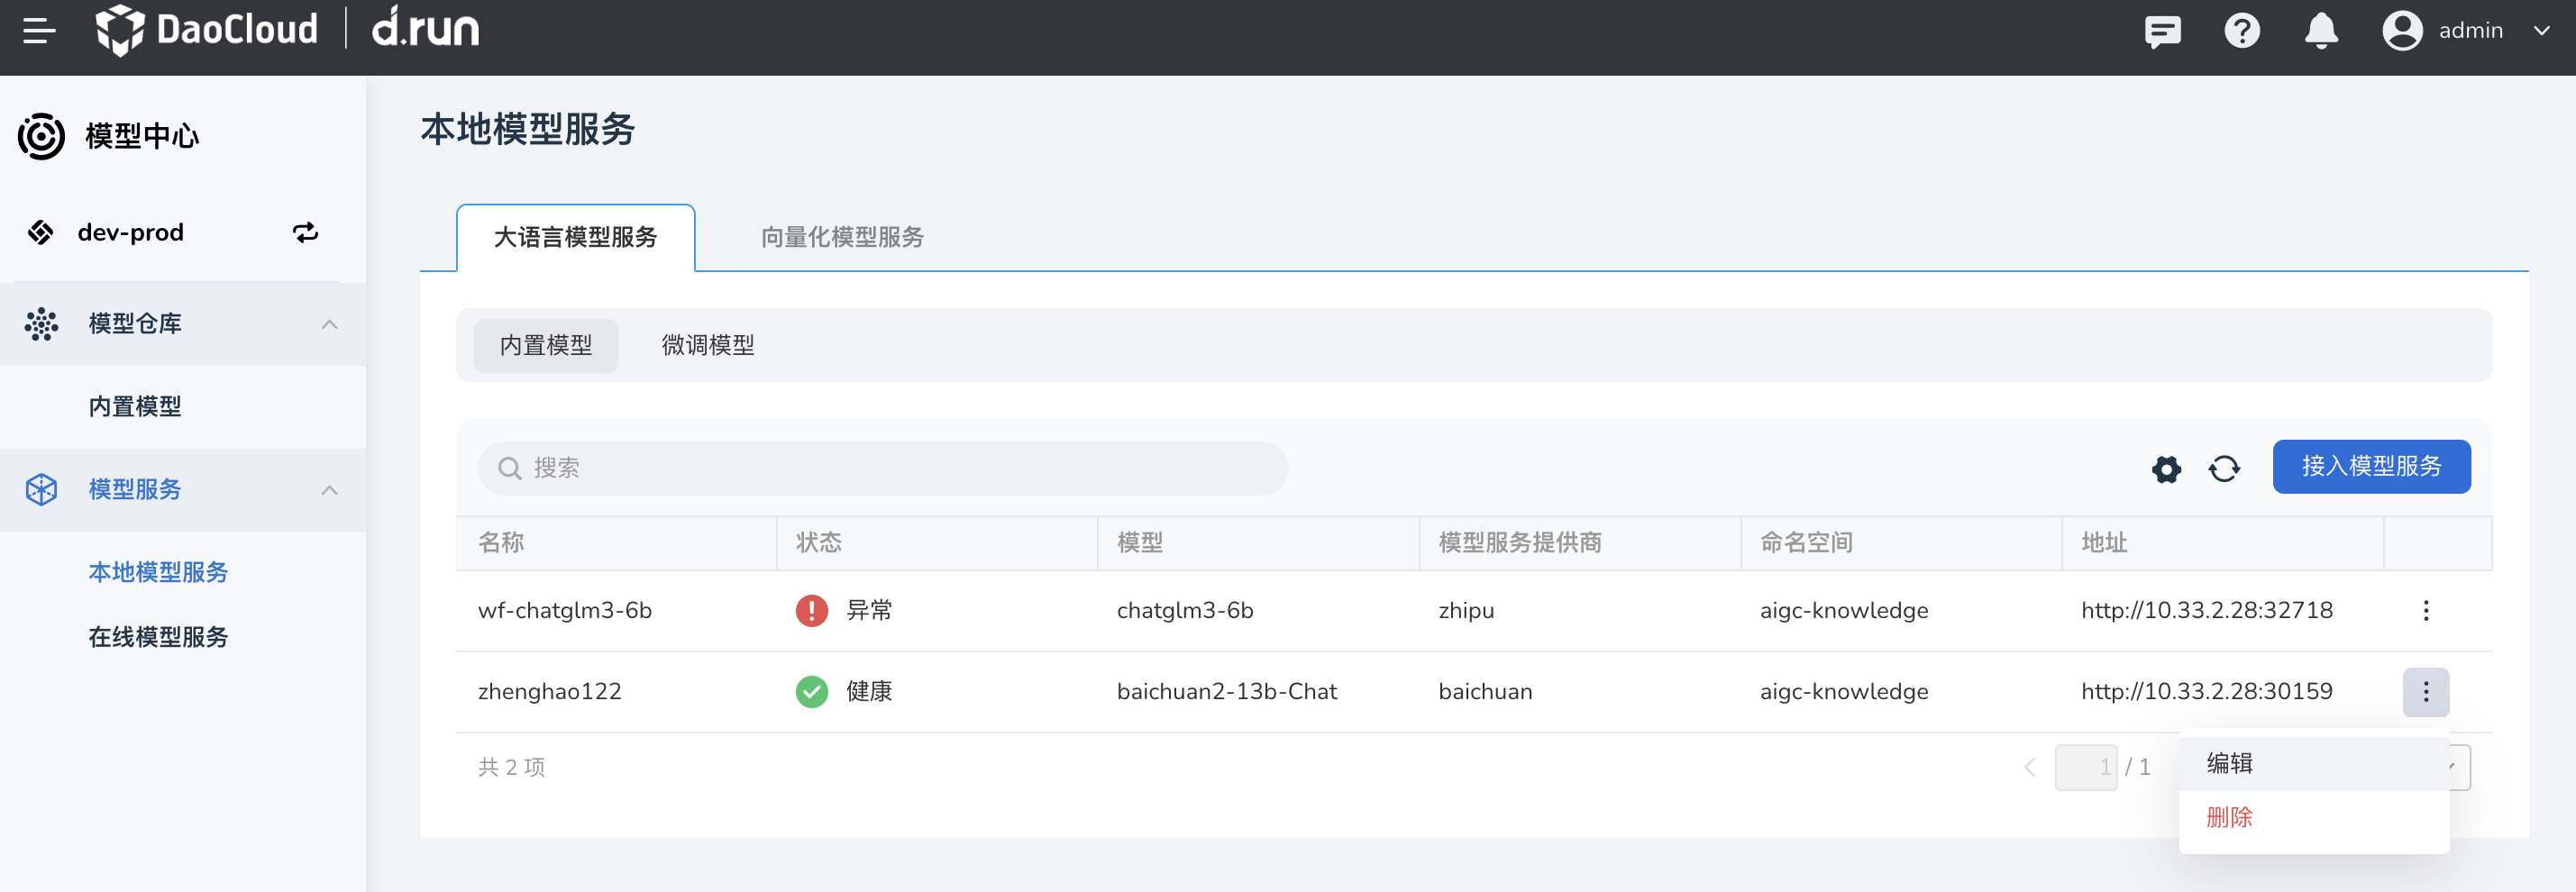 DaoCloud | d.run
admin
模型中心
dev-prod
模型仓库
内置模型
模型服务
本地模型服务
在线模型服务
本地模型服务
大语言模型服务 向量化模型服务
内置模型 微调模型
搜索 接入模型服务
名称 状态 模型 模型服务提供商 命名空间 地址
wf-chatglm3-6b 异常 chatglm3-6b zhipu aigc-knowledge http://10.33.2.28:32718
zhenghao122 健康 baichuan2-13b-Chat baichuan aigc-knowledge http://10.33.2.28:30159
共 2 项 1 / 1
编辑
删除